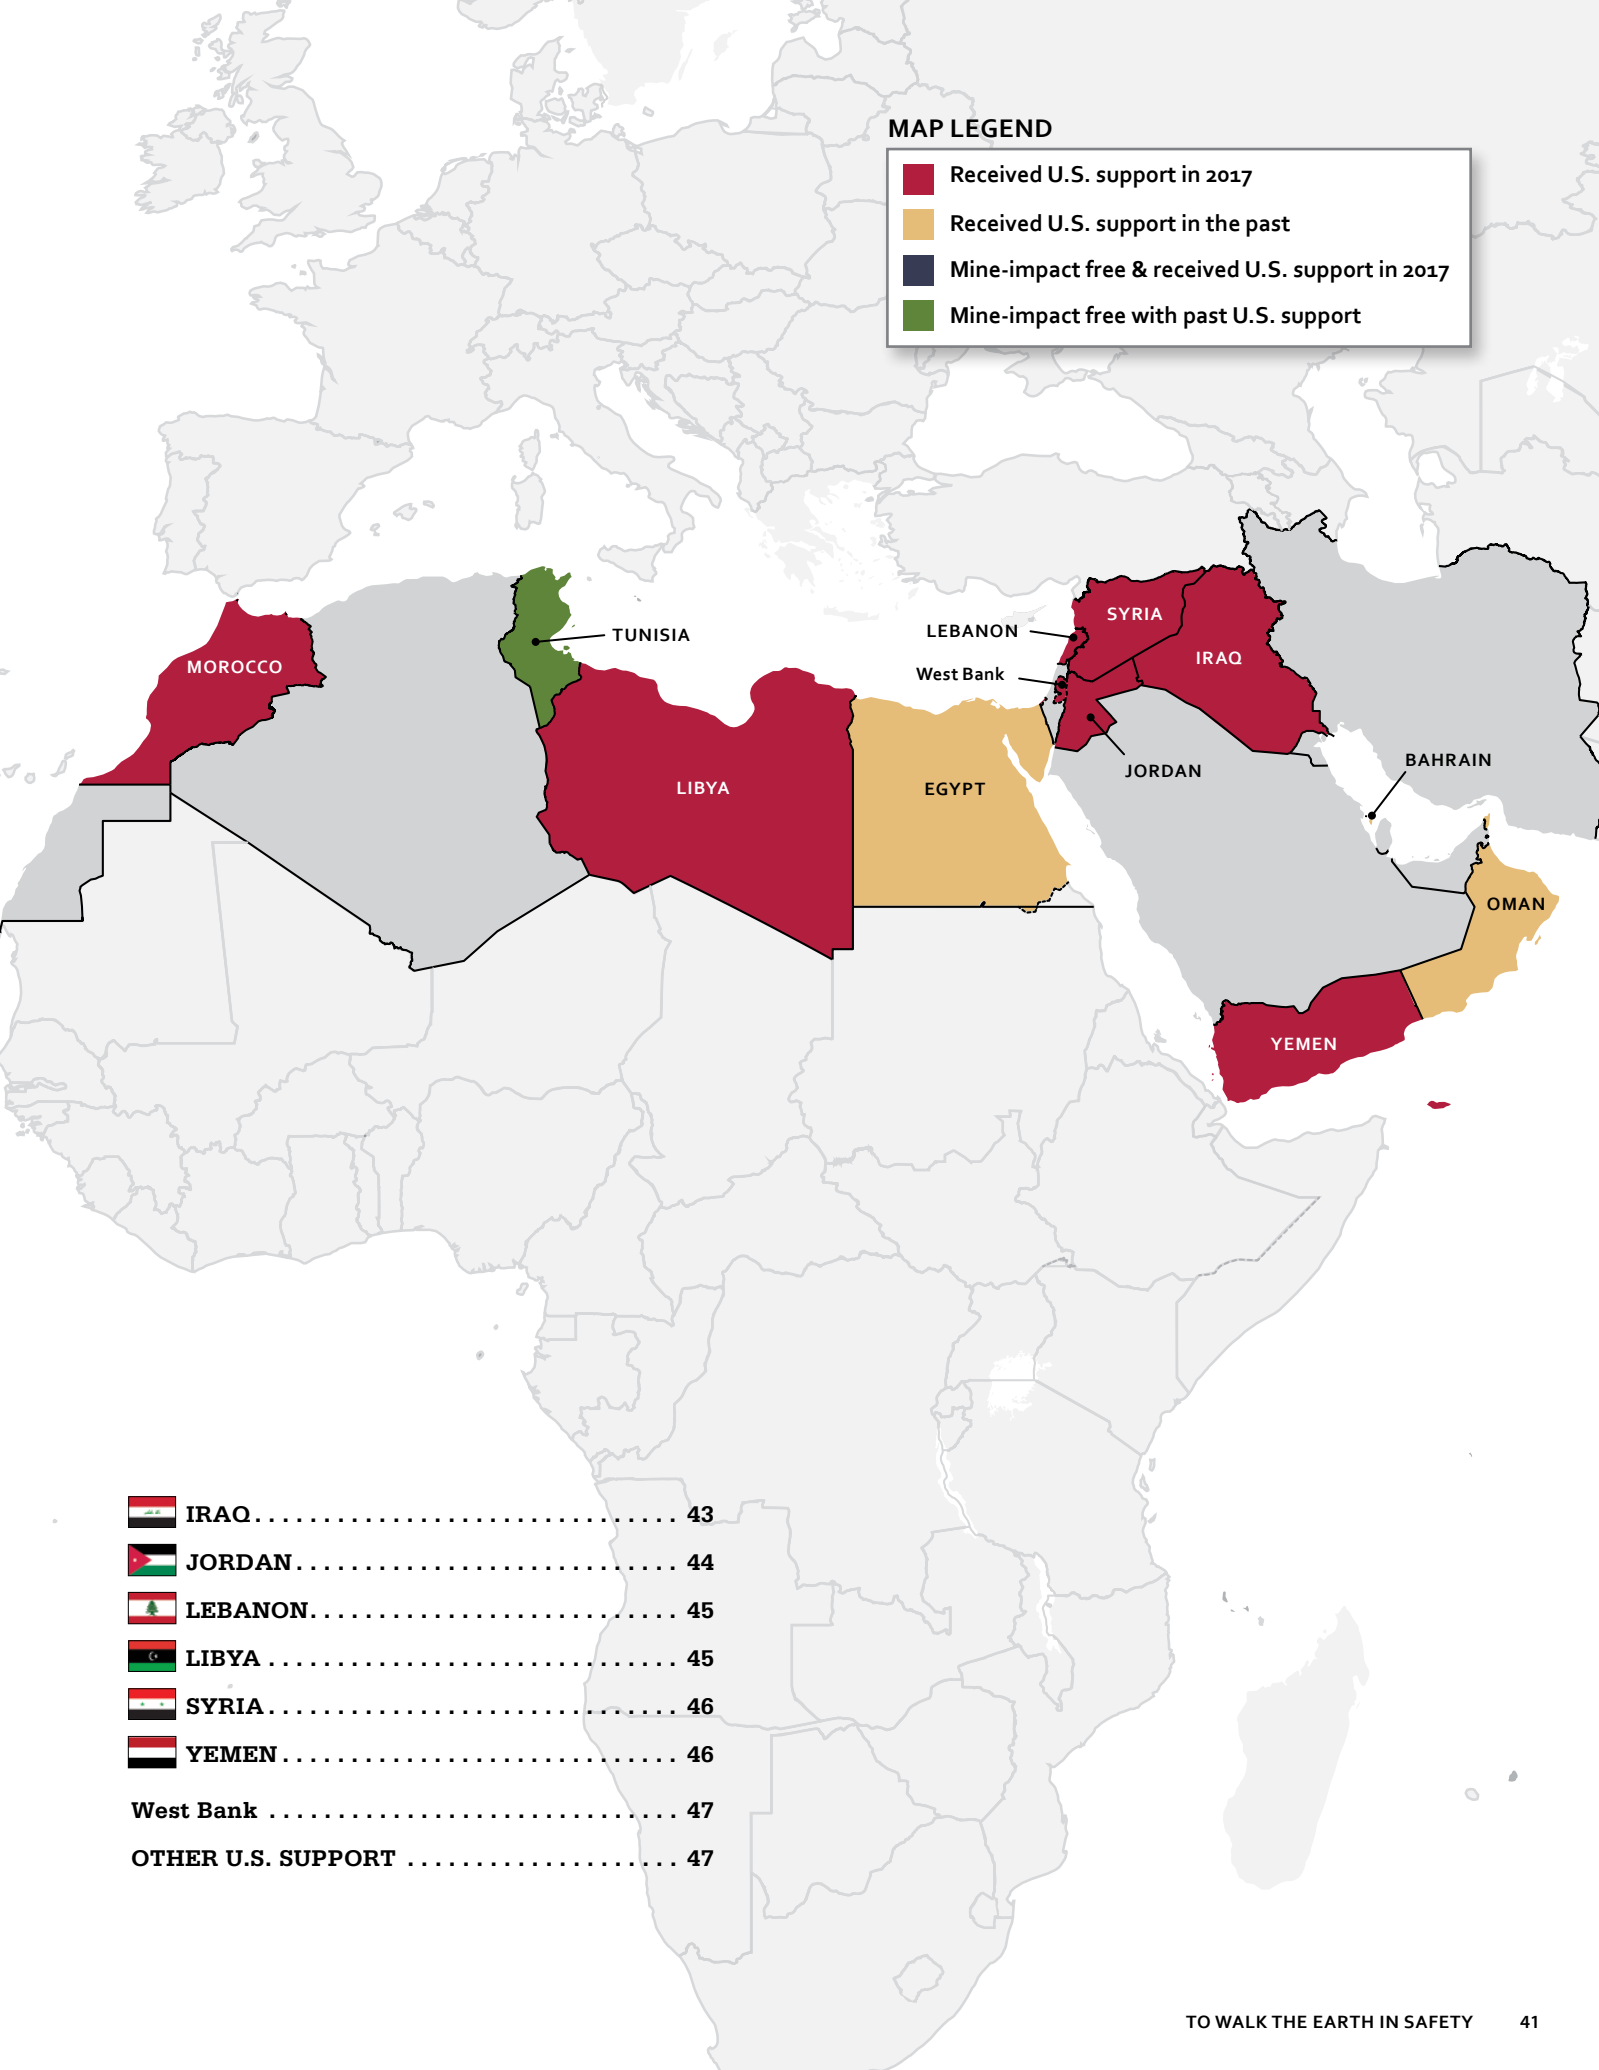 MAP LEGEND
Received U.S. support in 2017
Received U.S. support in the past
Mine-impact free & received U.S. support in 2017
Mine-impact free with past U.S. support
TUNISIA
MOROCCO
LEBANON
SYRIA
West Bank
IRAQ
LIBYA
EGYPT
JORDAN
BAHRAIN
OMAN
YEMEN
IRAQ . . . . . . . . . . . . . . . . . . . . . . . . . . . . . . . 43
JORDAN . . . . . . . . . . . . . . . . . . . . . . . . . . . . 44
LEBANON . . . . . . . . . . . . . . . . . . . . . . . . . . . 45
LIBYA . . . . . . . . . . . . . . . . . . . . . . . . . . . . . . 45
SYRIA . . . . . . . . . . . . . . . . . . . . . . . . . . . . . . 46
YEMEN . . . . . . . . . . . . . . . . . . . . . . . . . . . . . 46
West Bank . . . . . . . . . . . . . . . . . . . . . . . . . . . . . . 47
OTHER U.S. SUPPORT . . . . . . . . . . . . . . . . . . . . 47
TO WALK THE EARTH IN SAFETY 41